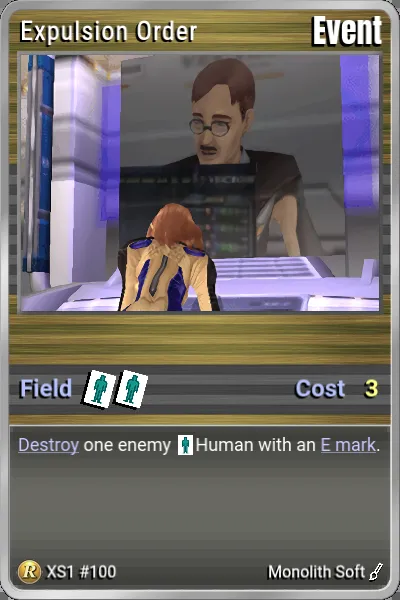 Expulsion Order Event
Field Cost 3
Destroy one enemy Human with an E mark.
R XS1 #100 Monolith Soft